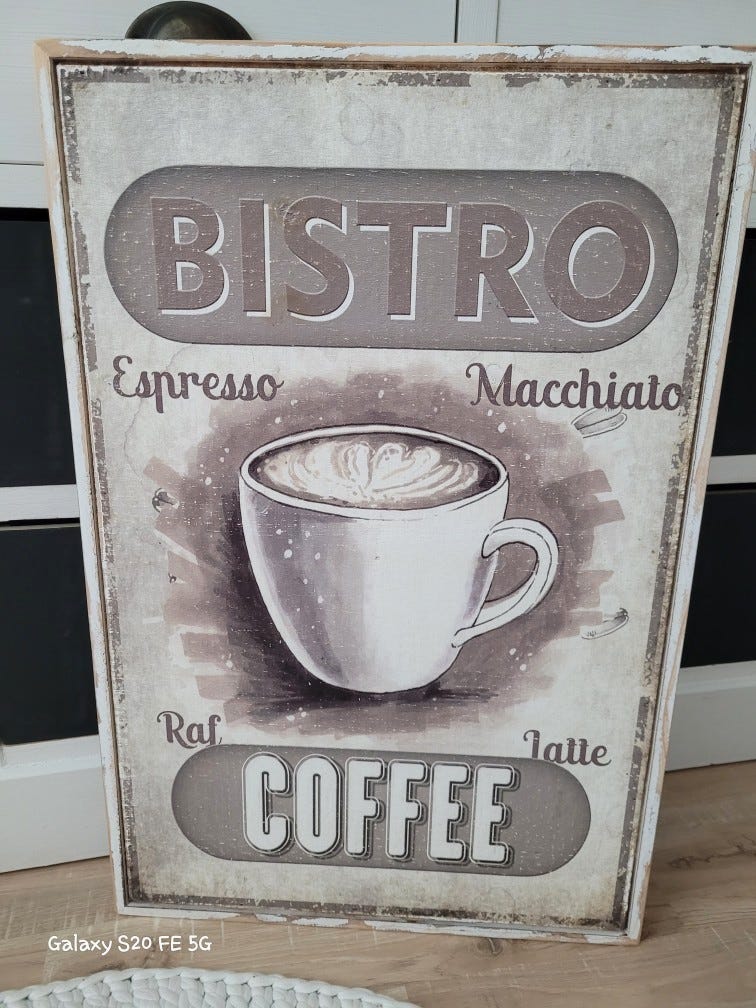 BISTRO
Espresso Macchiato
Raf Latte
COFFEE
Galaxy S20 FE 5G